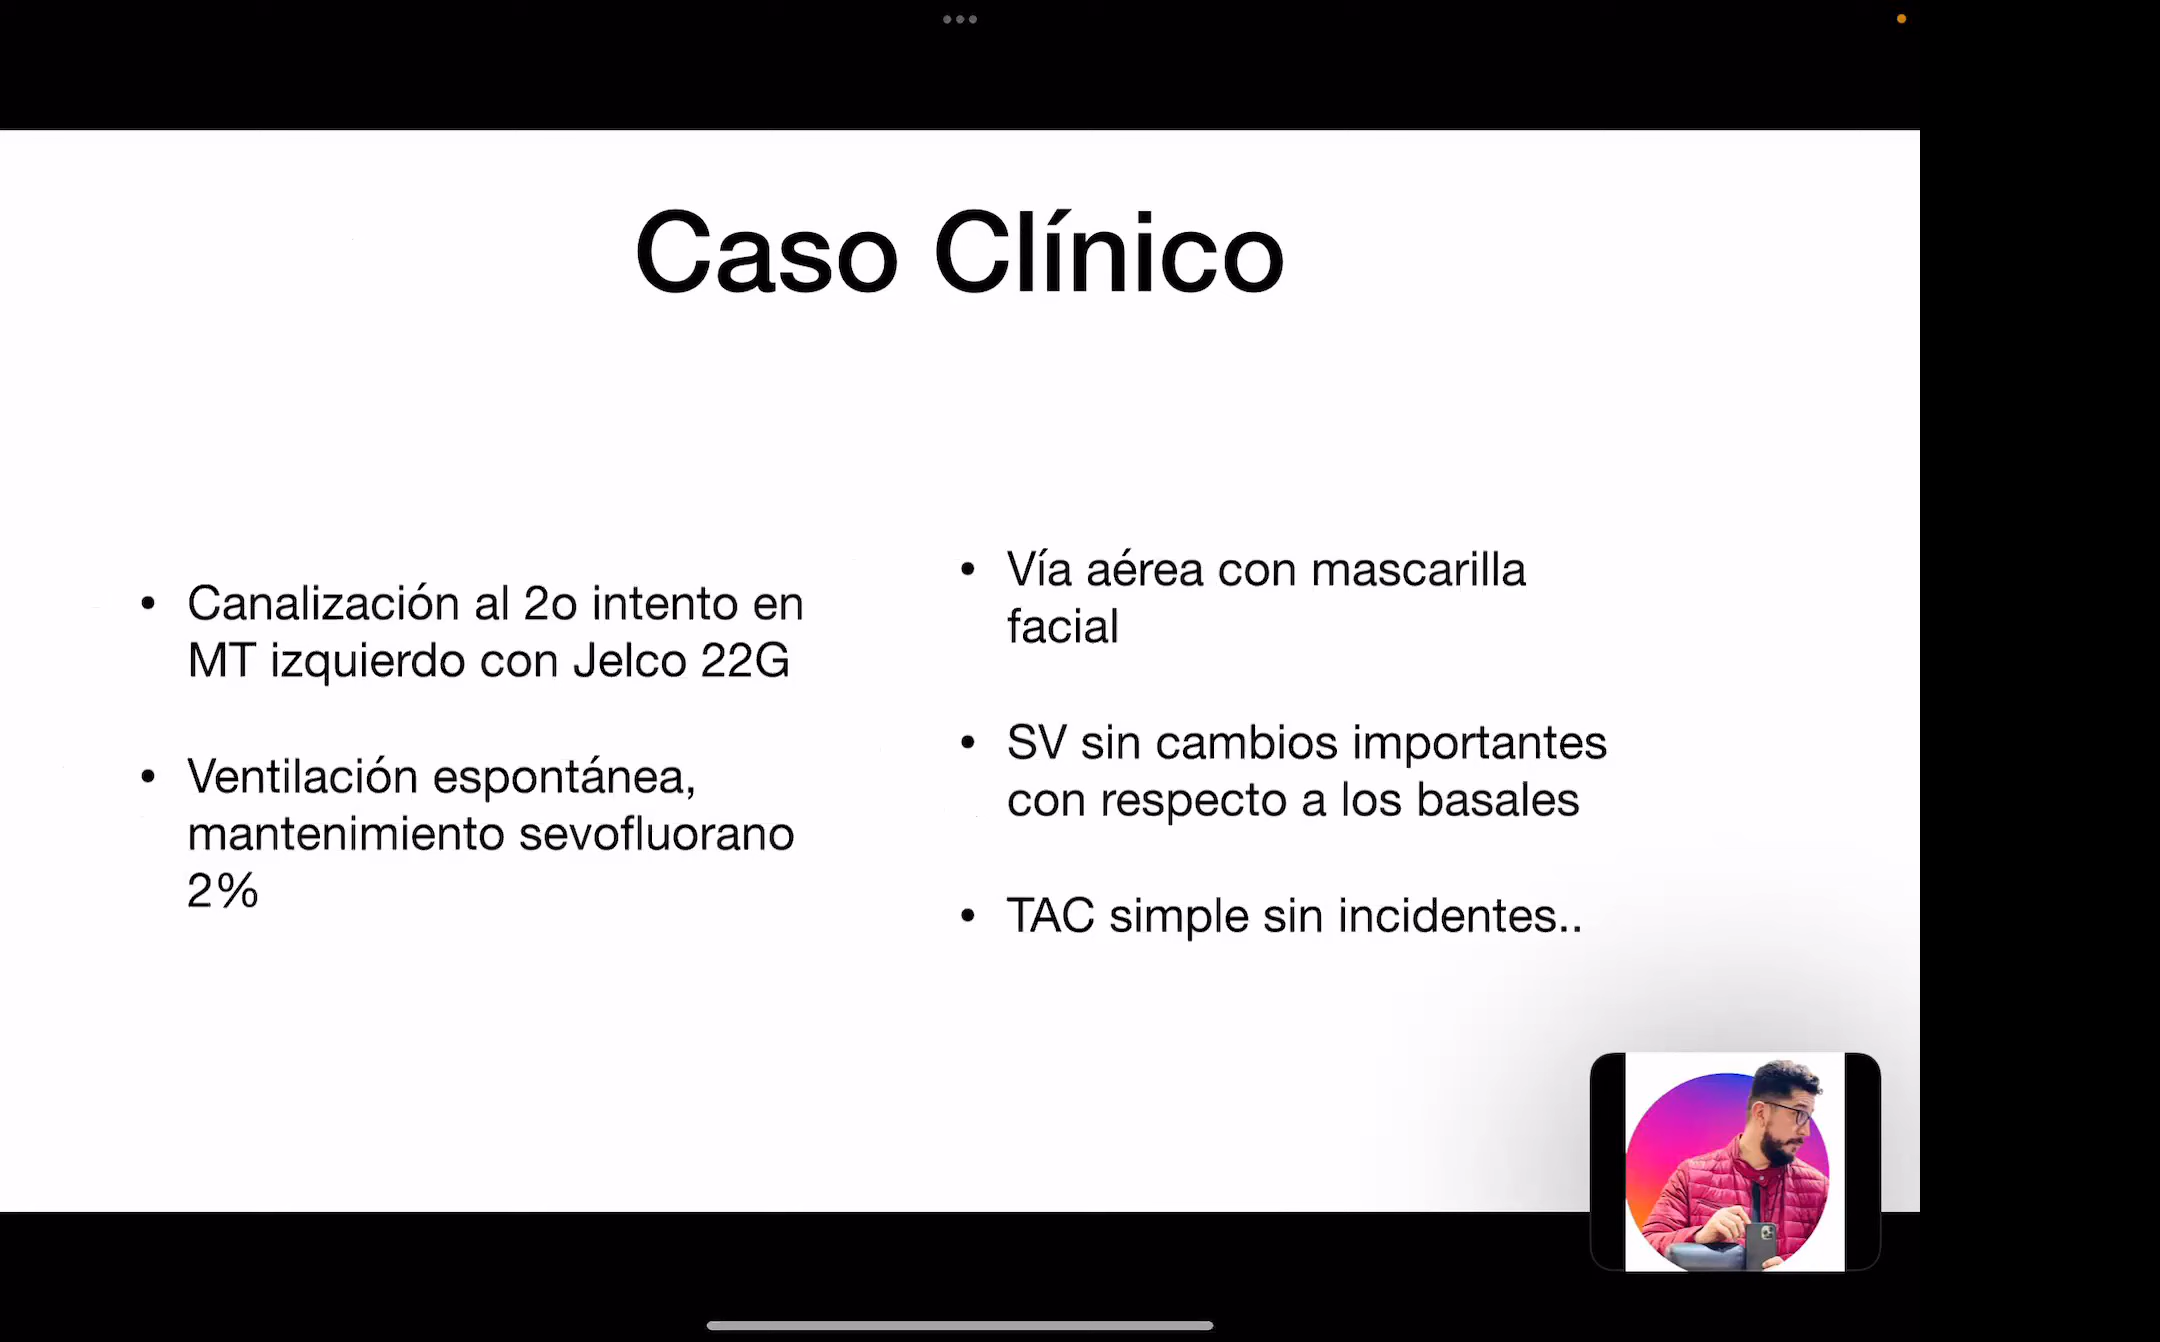 Caso Clínico
• Canalización al 2o intento en
MT izquierdo con Jelco 22G
• Ventilación espontánea,
mantenimiento sevofluorano
2%
• Vía aérea con mascarilla
facial
• SV sin cambios importantes
con respecto a los basales
• TAC simple sin incidentes..